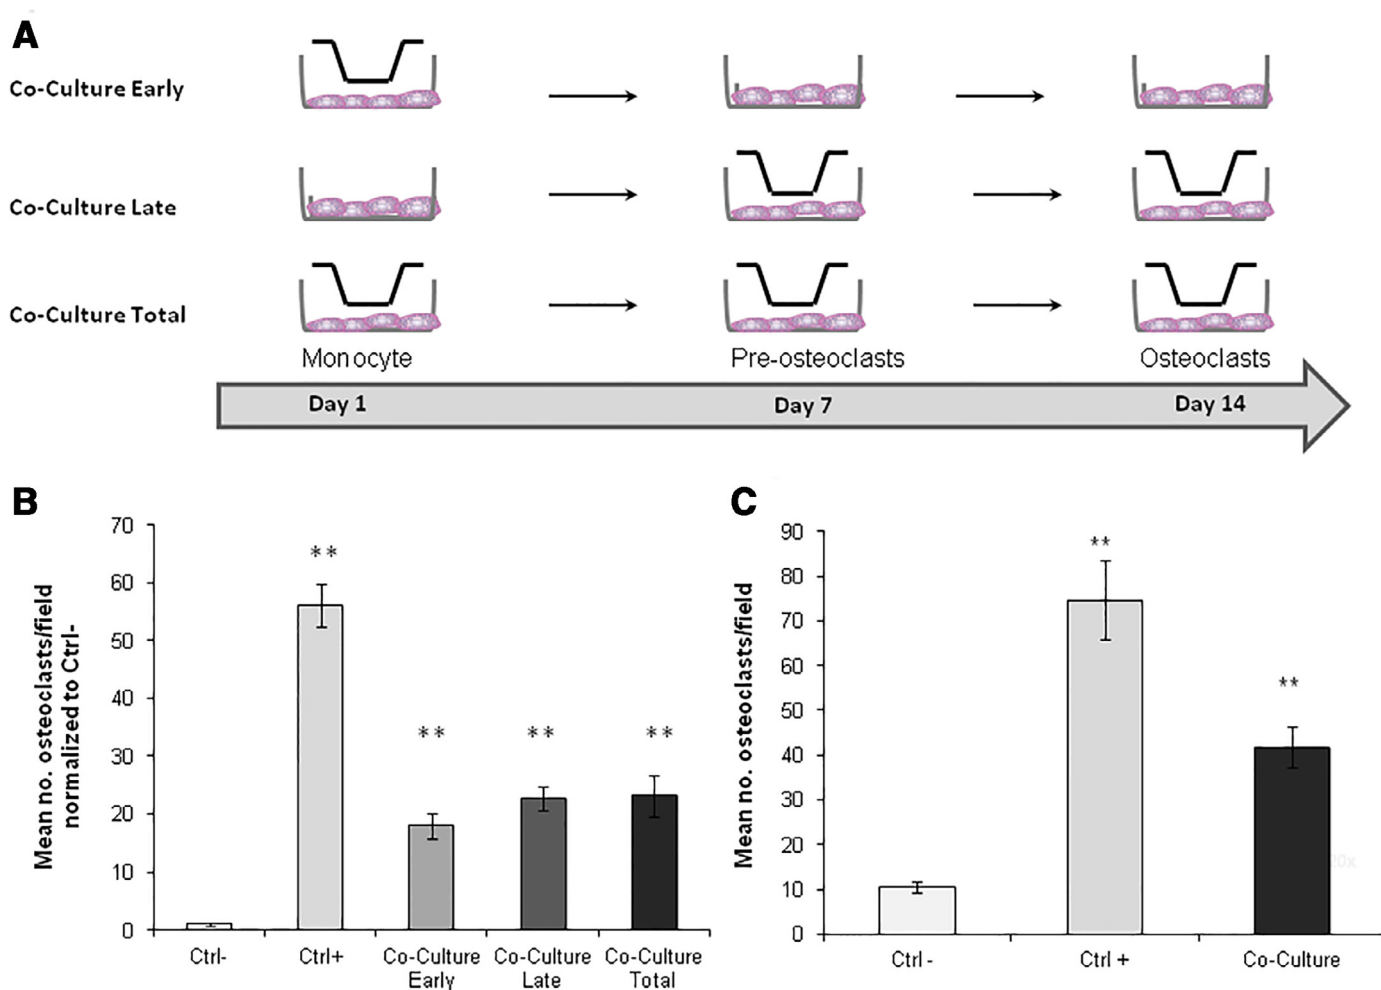 A
Co-Culture Early
Co-Culture Late
Co-Culture Total
Monocyte
Pre-osteoclasts
Osteoclasts
Day 1
Day 7
Day 14
B
Mean no. osteoclasts/field
normalized to Ctrl-
70
60
50
40
30
20
10
0
**
**
**
**
Ctrl-
Ctrl+
Co-Culture
Early
Co-Culture
Late
Co-Culture
Total
C
Mean no. osteoclasts/field
90
80
70
60
50
40
30
20
10
0
**
**
20x
Ctrl -
Ctrl +
Co-Culture